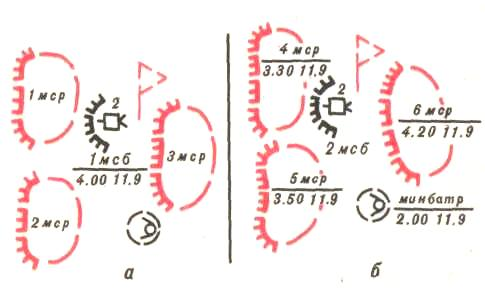 1 мср
2
1 мсб
4.00 11.9
3 мср
2 мср
а
4 мср
3.30 11.9
2
2 мсб
6 мср
4.20 11.9
5 мср
3.50 11.9
минбатр
2.00 11.9
б